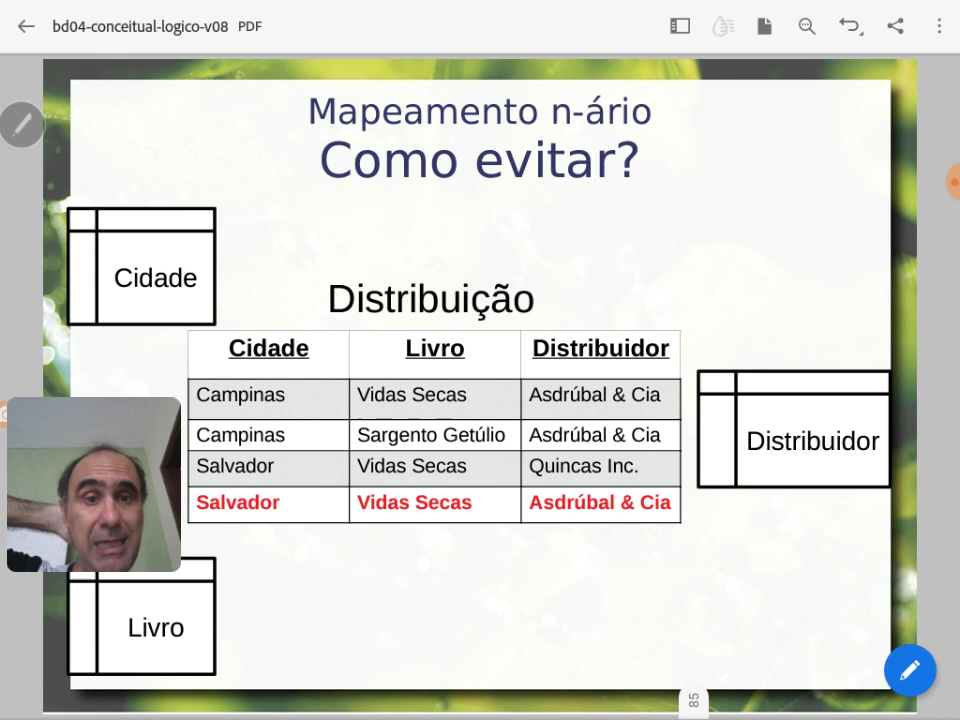 bd04-conceitual-logico-v08 PDF
Mapeamento n-ário
Como evitar?
Cidade
Distribuição
Cidade Livro Distribuidor
Campinas Vidas Secas Asdrúbal & Cia
Campinas Sargento Getúlio Asdrúbal & Cia
Salvador Vidas Secas Quincas Inc.
Salvador Vidas Secas Asdrúbal & Cia
Distribuidor
Livro
85